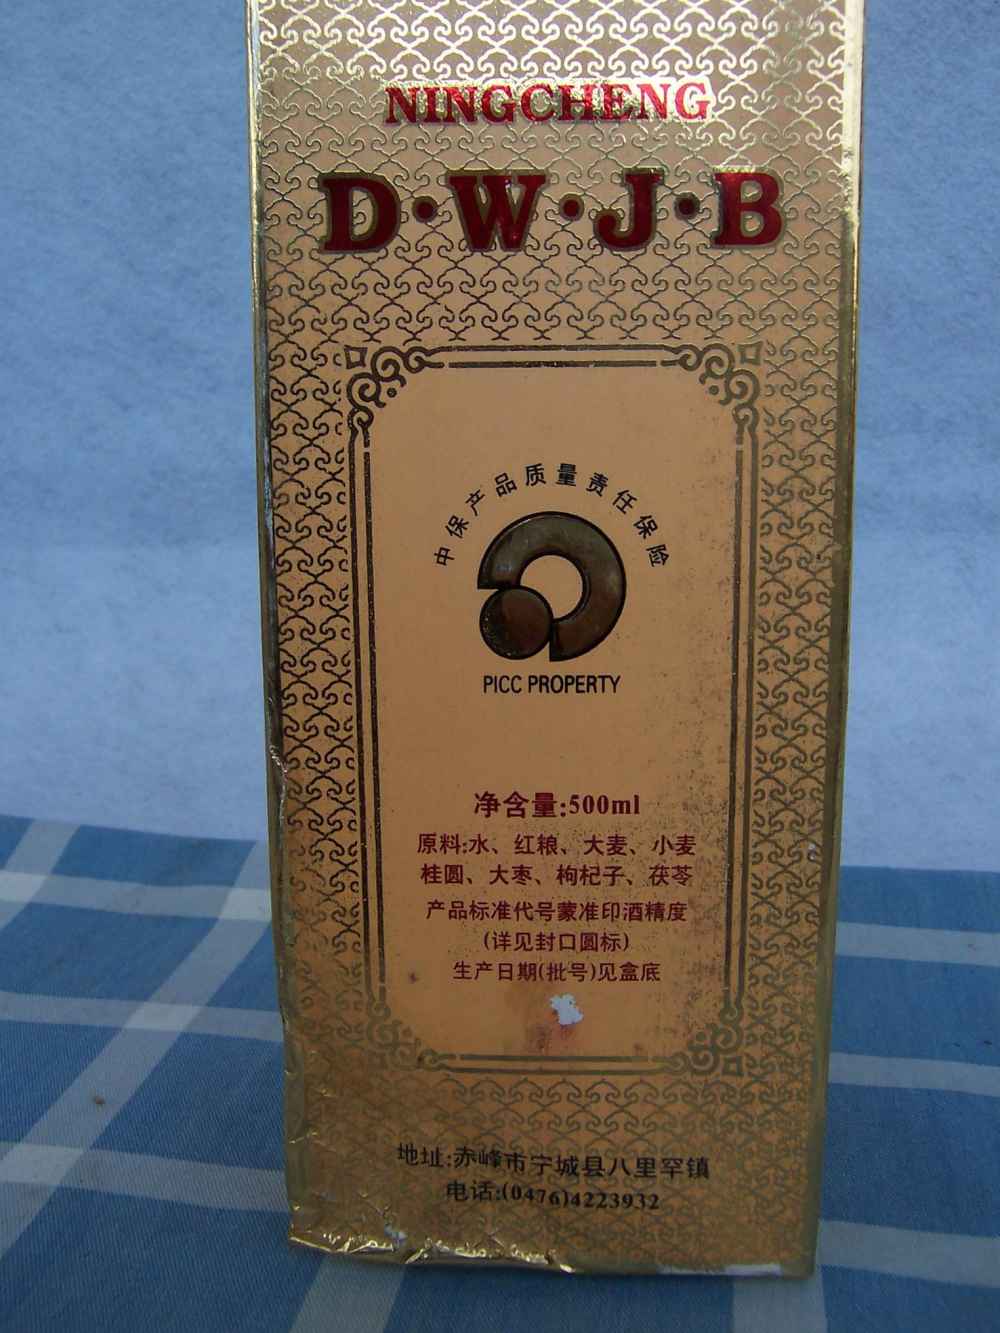 NINGCHENG
D·W·J·B
中保产品质量责任保险
PICC PROPERTY
净含量:500ml
原料:水、红粮、大麦、小麦
桂圆、大枣、枸杞子、茯苓
产品标准代号蒙准印酒精度
(详见封口圆标)
生产日期(批号)见盒底
地址:赤峰市宁城县八里罕镇
电话:(0476)4223932